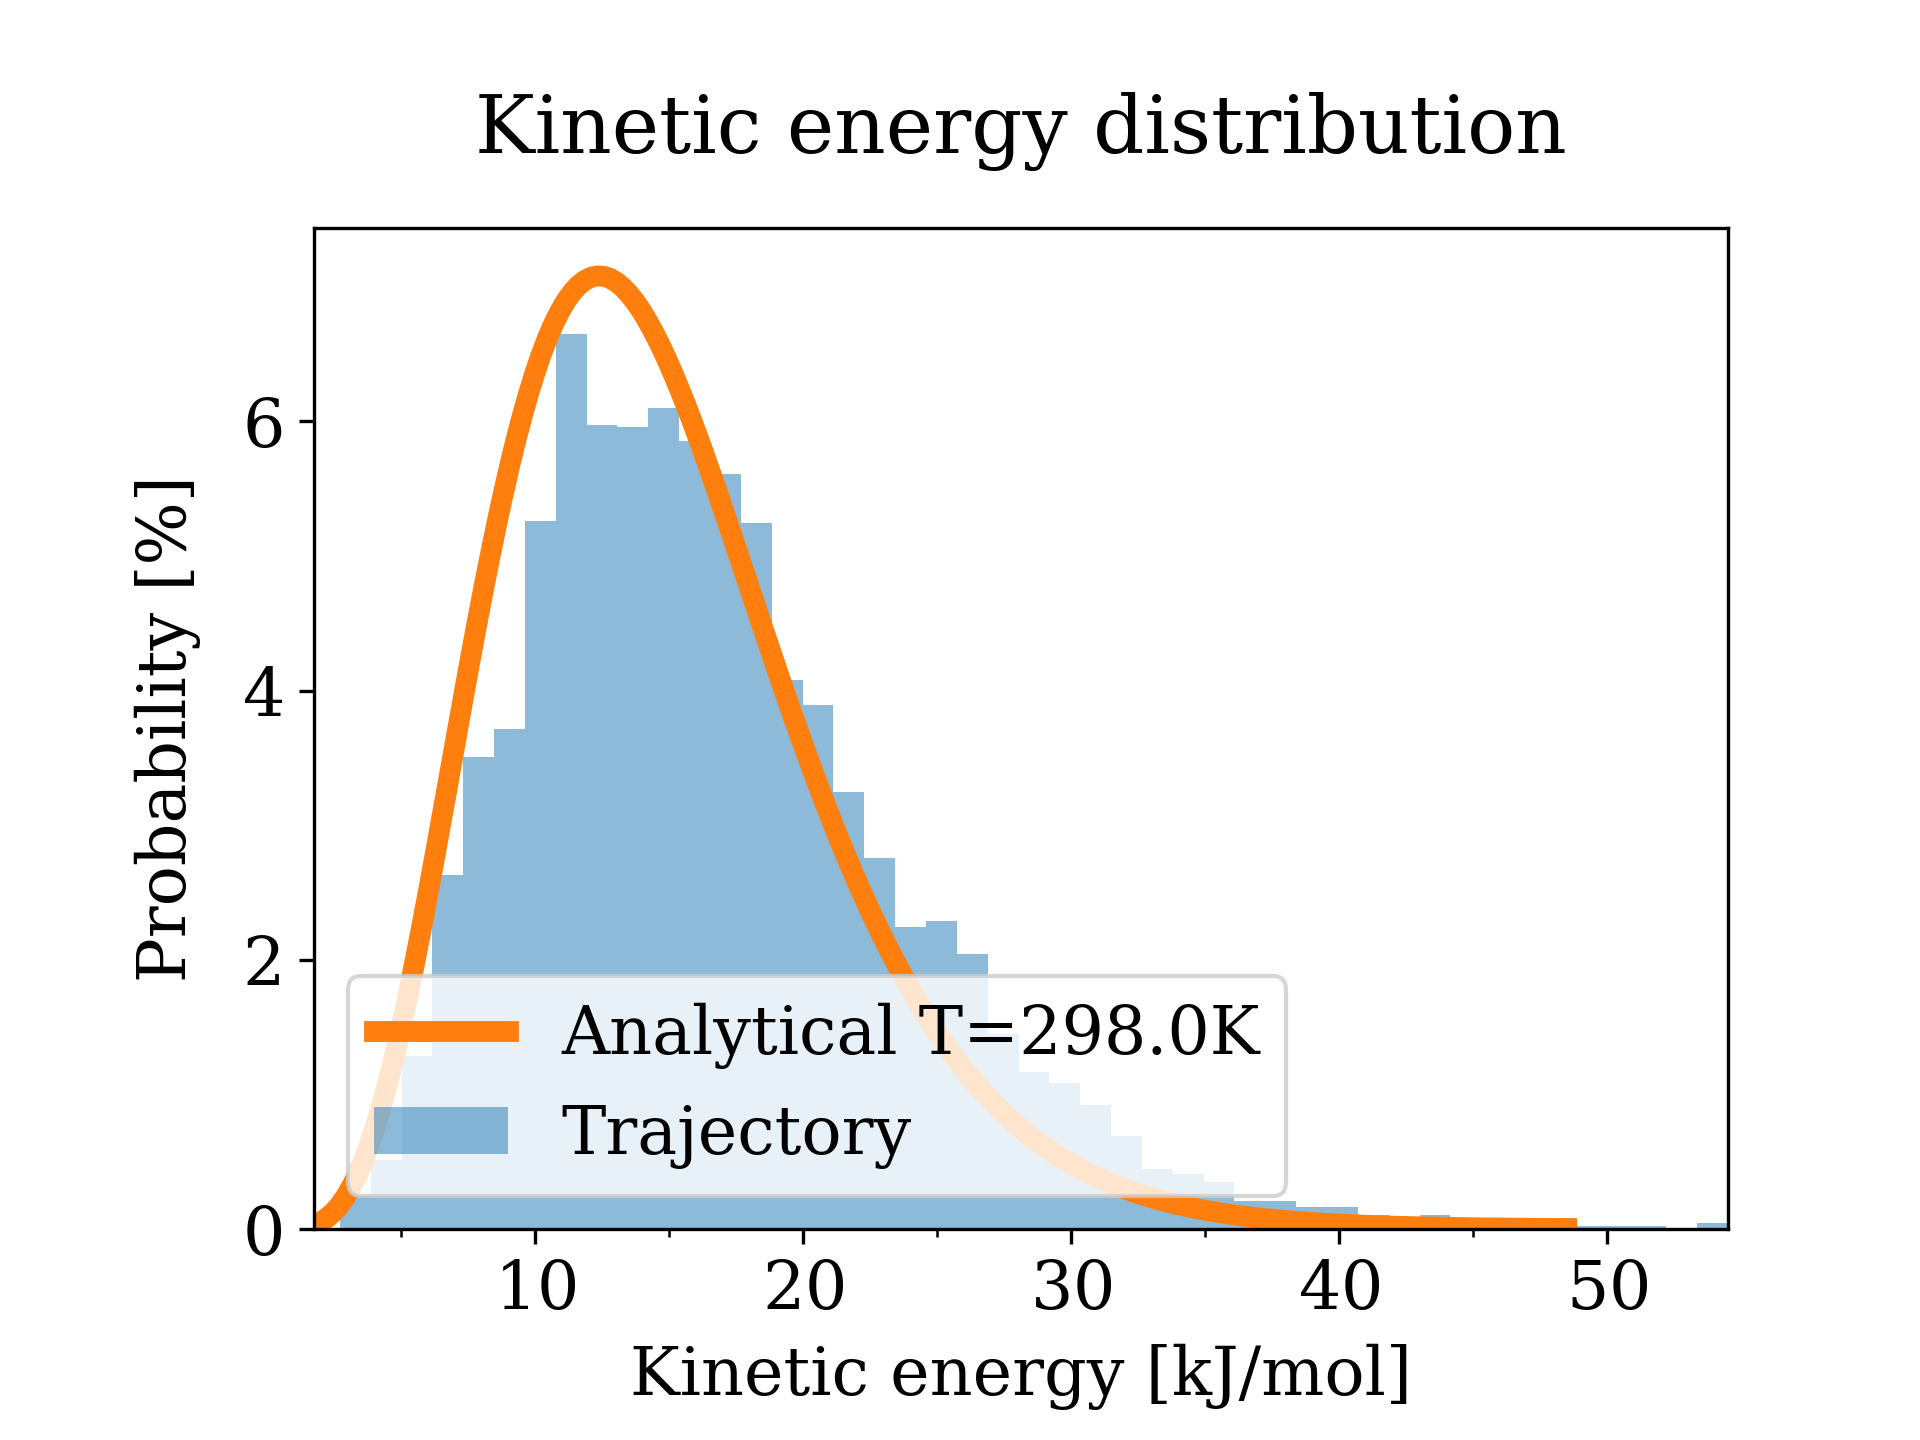 Kinetic energy distribution
Probability [%]
6
4
2
0
Analytical T=298.0K
Trajectory
10 20 30 40 50
Kinetic energy [kJ/mol]